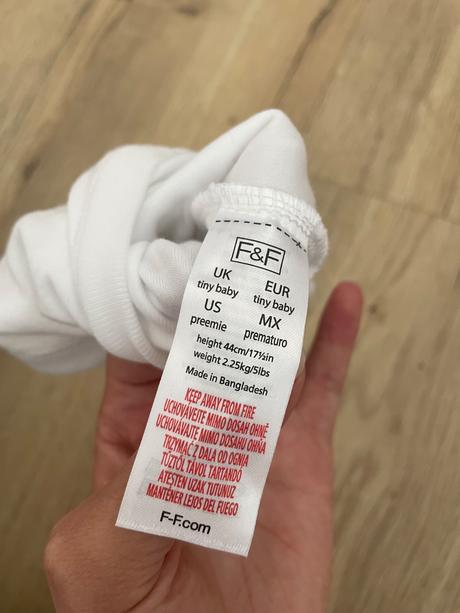 F&F
UK EUR
tiny baby tiny baby
US MX
preemie prematuro
height 44cm/17½in
weight 2.25kg/5lbs
Made in Bangladesh
KEEP AWAY FROM FIRE
UCHOVÁVEJTE MIMO DOSAH OHNĚ
UCHOVÁVAJTE MIMO DOSAHU OHŇA
TRZYMAĆ Z DALA OD OGNIA
TŰZTŐL TÁVOL TARTANDÓ
ATEŞTEN UZAK TUTUNUZ
MANTENER LEJOS DEL FUEGO
F-F.com